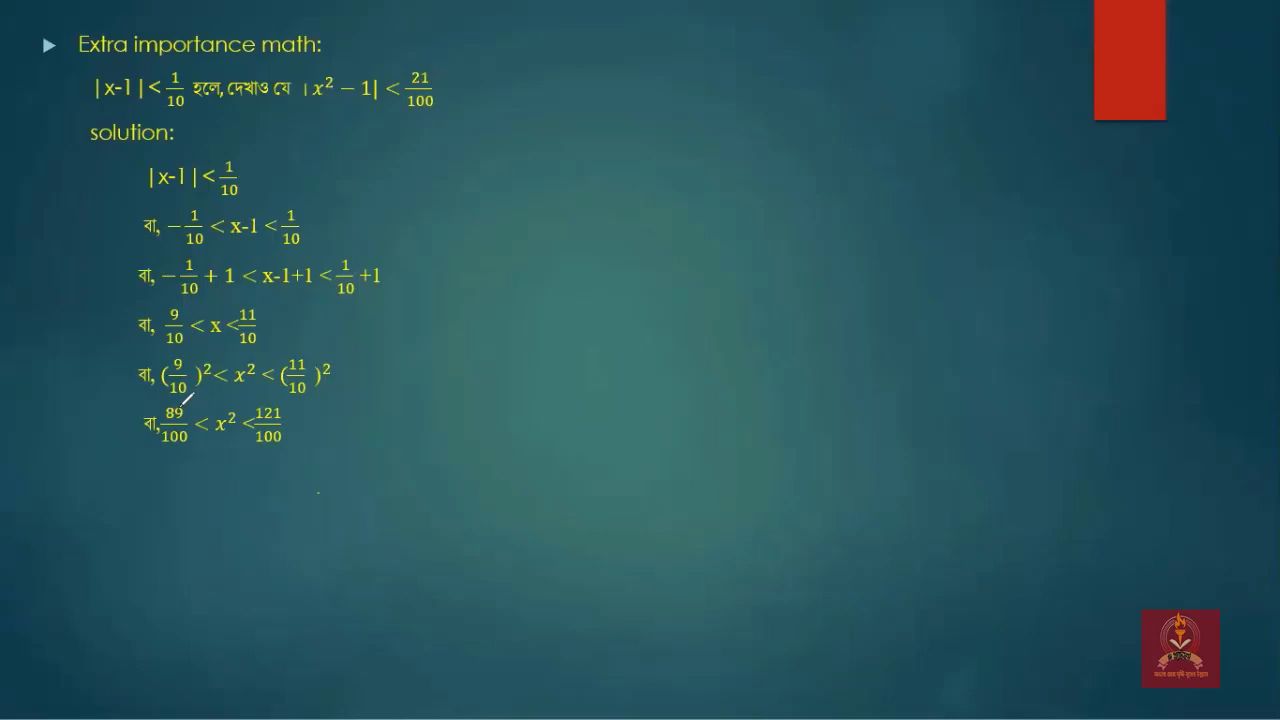 Extra importance math:
|x-1|< 1/10 হলে, দেখাও যে । x² − 1| < 21/100
solution:
|x-1|< 1/10
বা, − 1/10 < x-1 < 1/10
বা, − 1/10 + 1 < x-1+1 < 1/10 +1
বা, 9/10 < x < 11/10
বা, (9/10 )² < x² < (11/10 )²
বা, 89/100 < x² < 121/100